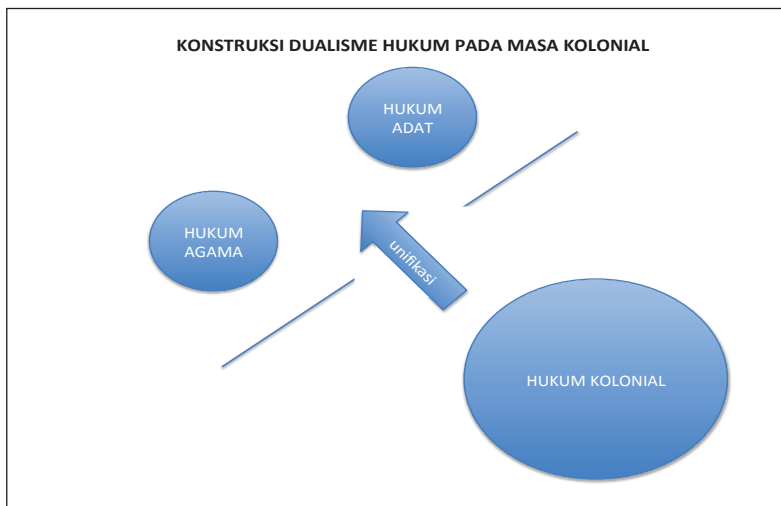 KONSTRUKSI DUALISME HUKUM PADA MASA KOLONIAL
HUKUM
ADAT
HUKUM
AGAMA
unifikasi
HUKUM KOLONIAL